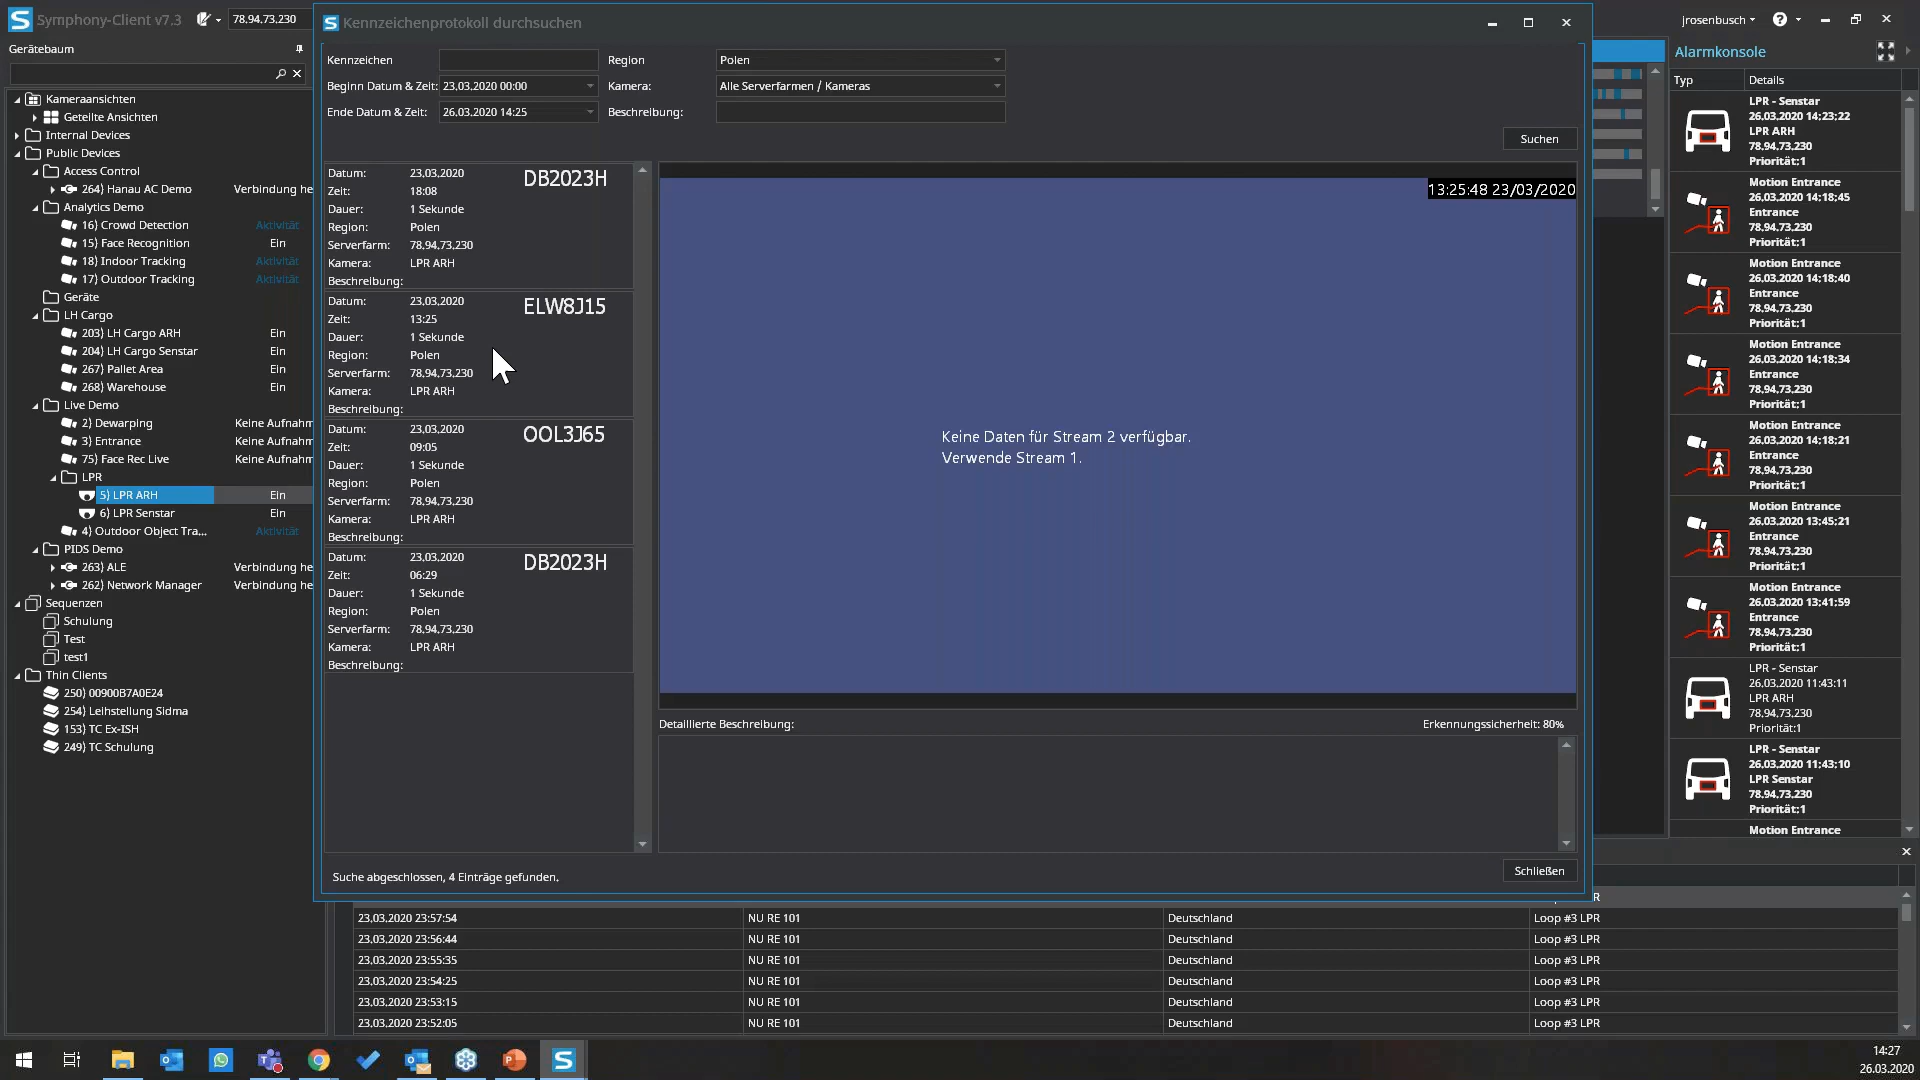 Symphony-Client v7.3
78.94.73.230
Kennzeichenprotokoll durchsuchen
jrosenbusch
Gerätebaum
Kameraansichten
Geteilte Ansichten
Internal Devices
Public Devices
Access Control
264) Hanau AC Demo Verbindung he
Analytics Demo
16) Crowd Detection Aktivität
15) Face Recognition Ein
18) Indoor Tracking Aktivität
17) Outdoor Tracking Aktivität
Geräte
LH Cargo
203) LH Cargo ARH Ein
204) LH Cargo Senstar Ein
267) Pallet Area Ein
268) Warehouse Ein
Live Demo
2) Dewarping Keine Aufnahm
3) Entrance Keine Aufnahm
75) Face Rec Live Keine Aufnahm
LPR
5) LPR ARH Ein
6) LPR Senstar Ein
4) Outdoor Object Tra... Aktivität
PIDS Demo
263) ALE Verbindung he
262) Network Manager Verbindung he
Sequenzen
Schulung
Test
test1
Thin Clients
250) 00900B7A0E24
254) Leihstellung Sidma
153) TC Ex-ISH
249) TC Schulung
Kennzeichen
Region Polen
Beginn Datum & Zeit: 23.03.2020 00:00
Kamera: Alle Serverfarmen / Kameras
Ende Datum & Zeit: 26.03.2020 14:25
Beschreibung:
Suchen
Datum: 23.03.2020 DB2023H
Zeit: 18:08
Dauer: 1 Sekunde
Region: Polen
Serverfarm: 78.94.73.230
Kamera: LPR ARH
Beschreibung:
Datum: 23.03.2020 ELW8J15
Zeit: 13:25
Dauer: 1 Sekunde
Region: Polen
Serverfarm: 78.94.73.230
Kamera: LPR ARH
Beschreibung:
Datum: 23.03.2020 OOL3J65
Zeit: 09:05
Dauer: 1 Sekunde
Region: Polen
Serverfarm: 78.94.73.230
Kamera: LPR ARH
Beschreibung:
Datum: 23.03.2020 DB2023H
Zeit: 06:29
Dauer: 1 Sekunde
Region: Polen
Serverfarm: 78.94.73.230
Kamera: LPR ARH
Beschreibung:
13:25:48 23/03/2020
Keine Daten für Stream 2 verfügbar.
Verwende Stream 1.
Detaillierte Beschreibung:
Erkennungssicherheit: 80%
Suche abgeschlossen, 4 Einträge gefunden.
Schließen
Alarmkonsole
Typ Details
LPR - Senstar
26.03.2020 14:23:22
LPR ARH
78.94.73.230
Priorität:1
Motion Entrance
26.03.2020 14:18:45
Entrance
78.94.73.230
Priorität:1
Motion Entrance
26.03.2020 14:18:40
Entrance
78.94.73.230
Priorität:1
Motion Entrance
26.03.2020 14:18:34
Entrance
78.94.73.230
Priorität:1
Motion Entrance
26.03.2020 14:18:21
Entrance
78.94.73.230
Priorität:1
Motion Entrance
26.03.2020 13:45:21
Entrance
78.94.73.230
Priorität:1
Motion Entrance
26.03.2020 13:41:59
Entrance
78.94.73.230
Priorität:1
LPR - Senstar
26.03.2020 11:43:11
LPR ARH
78.94.73.230
Priorität:1
LPR - Senstar
26.03.2020 11:43:10
LPR Senstar
78.94.73.230
Priorität:1
Motion Entrance
23.03.2020 23:57:54 NU RE 101 Deutschland Loop #3 LPR
23.03.2020 23:56:44 NU RE 101 Deutschland Loop #3 LPR
23.03.2020 23:55:35 NU RE 101 Deutschland Loop #3 LPR
23.03.2020 23:54:25 NU RE 101 Deutschland Loop #3 LPR
23.03.2020 23:53:15 NU RE 101 Deutschland Loop #3 LPR
23.03.2020 23:52:05 NU RE 101 Deutschland Loop #3 LPR
14:27
26.03.2020